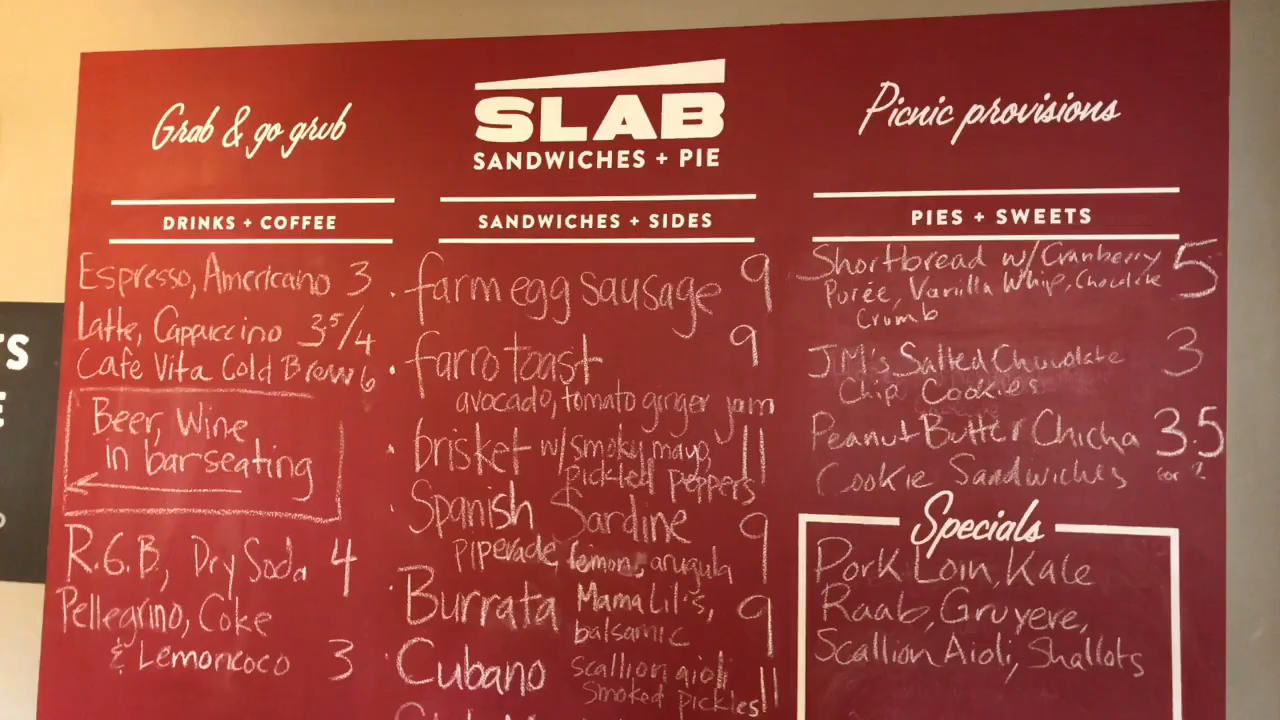 Grab & go grub
DRINKS + COFFEE
Espresso, Americano 3
Latte, Cappuccino 3⁵/4
Café Vita Cold Brew 6
Beer, Wine
in bar seating
R.G.B., Dry Soda 4
Pellegrino, Coke
& Lemoncoco 3
SLAB
SANDWICHES + PIE
SANDWICHES + SIDES
· farm egg sausage 9
· farro toast 9
avocado, tomato ginger jam
· brisket w/ smoky mayo, 11
pickled peppers
· Spanish Sardine 9
piperade, lemon, arugula
· Burrata Mama Lil's, 9
balsamic
· Cubano scallion aioli 11
smoked pickles
Picnic provisions
PIES + SWEETS
Shortbread w/ Cranberry 5
Purée, Vanilla Whip, Chocolate
Crumb
JM's Salted Chocolate 3
Chip Cookies
Peanut Butter Chicha 3.5
Cookie Sandwiches
Specials
Pork Loin, Kale
Raab, Gruyere,
Scallion Aioli, Shallots